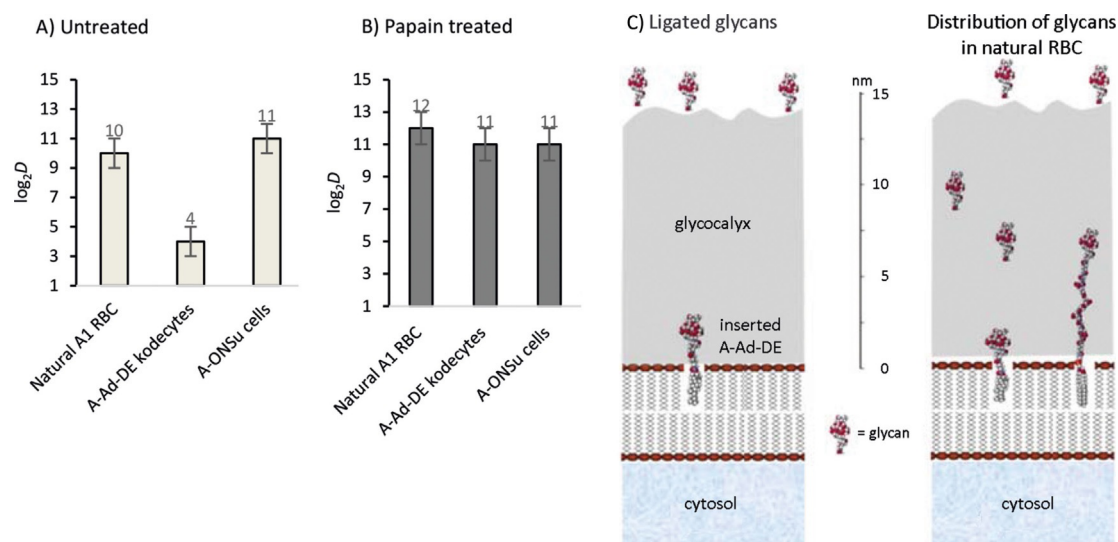 A) Untreated
15
13
11
9
7
5
3
1
log₂D
10
4
11
Natural A1 RBC
A-Ad-DE kodecytes
A-ONSu cells
B) Papain treated
15
13
11
9
7
5
3
1
log₂D
12
11
11
Natural A1 RBC
A-Ad-DE kodecytes
A-ONSu cells
C) Ligated glycans
glycocalyx
inserted
A-Ad-DE
cytosol
nm
15
10
5
0
= glycan
Distribution of glycans
in natural RBC
cytosol